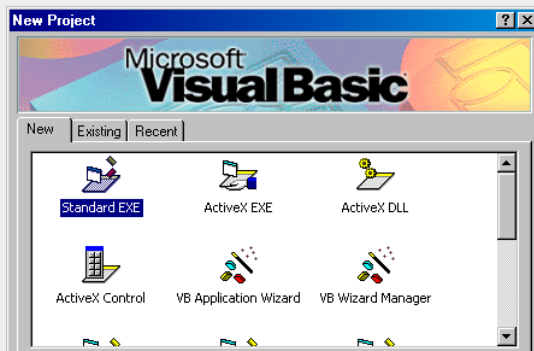 New Project
Microsoft
Visual Basic
New Existing Recent
Standard EXE ActiveX EXE ActiveX DLL
ActiveX Control VB Application Wizard VB Wizard Manager